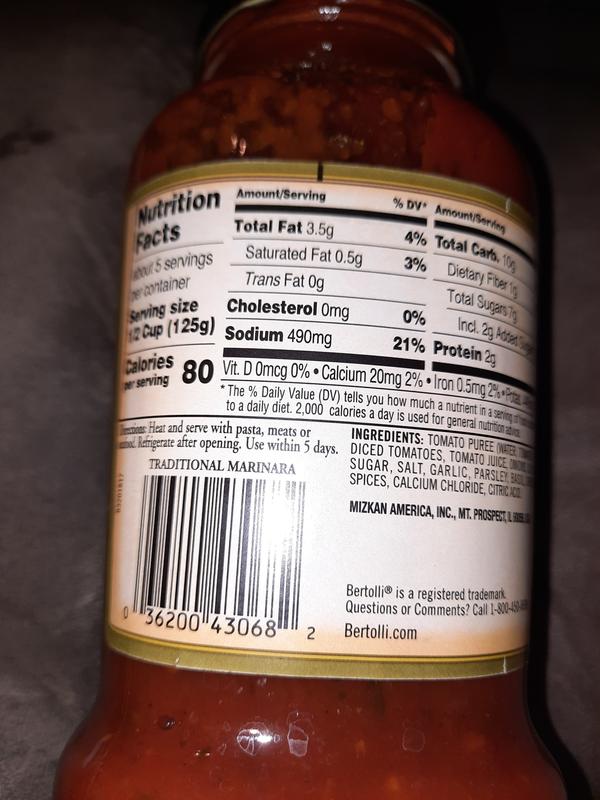 Nutrition
Facts
about 5 servings
per container
Serving size
1/2 Cup (125g)
Calories
per serving 80
Amount/Serving % DV*
Total Fat 3.5g 4%
Saturated Fat 0.5g 3%
Trans Fat 0g
Cholesterol 0mg 0%
Sodium 490mg 21%
Amount/Serving
Total Carb. 10g
Dietary Fiber 1g
Total Sugars 7g
Incl. 2g Added
Protein 2g
Vit. D 0mcg 0% • Calcium 20mg 2% • Iron 0.5mg 2% •
* The % Daily Value (DV) tells you how much a nutrient in a serving of
to a daily diet. 2,000 calories a day is used for general nutrition advice.
Directions: Heat and serve with pasta, meats or
seafood. Refrigerate after opening. Use within 5 days.
TRADITIONAL MARINARA
0 36200 43068 2
INGREDIENTS: TOMATO PUREE (WATER,
DICED TOMATOES, TOMATO JUICE,
SUGAR, SALT, GARLIC, PARSLEY, BASIL,
SPICES, CALCIUM CHLORIDE, CITRIC ACID.
MIZKAN AMERICA, INC., MT. PROSPECT, IL
Bertolli® is a registered trademark.
Questions or Comments? Call 1-800-450-
Bertolli.com